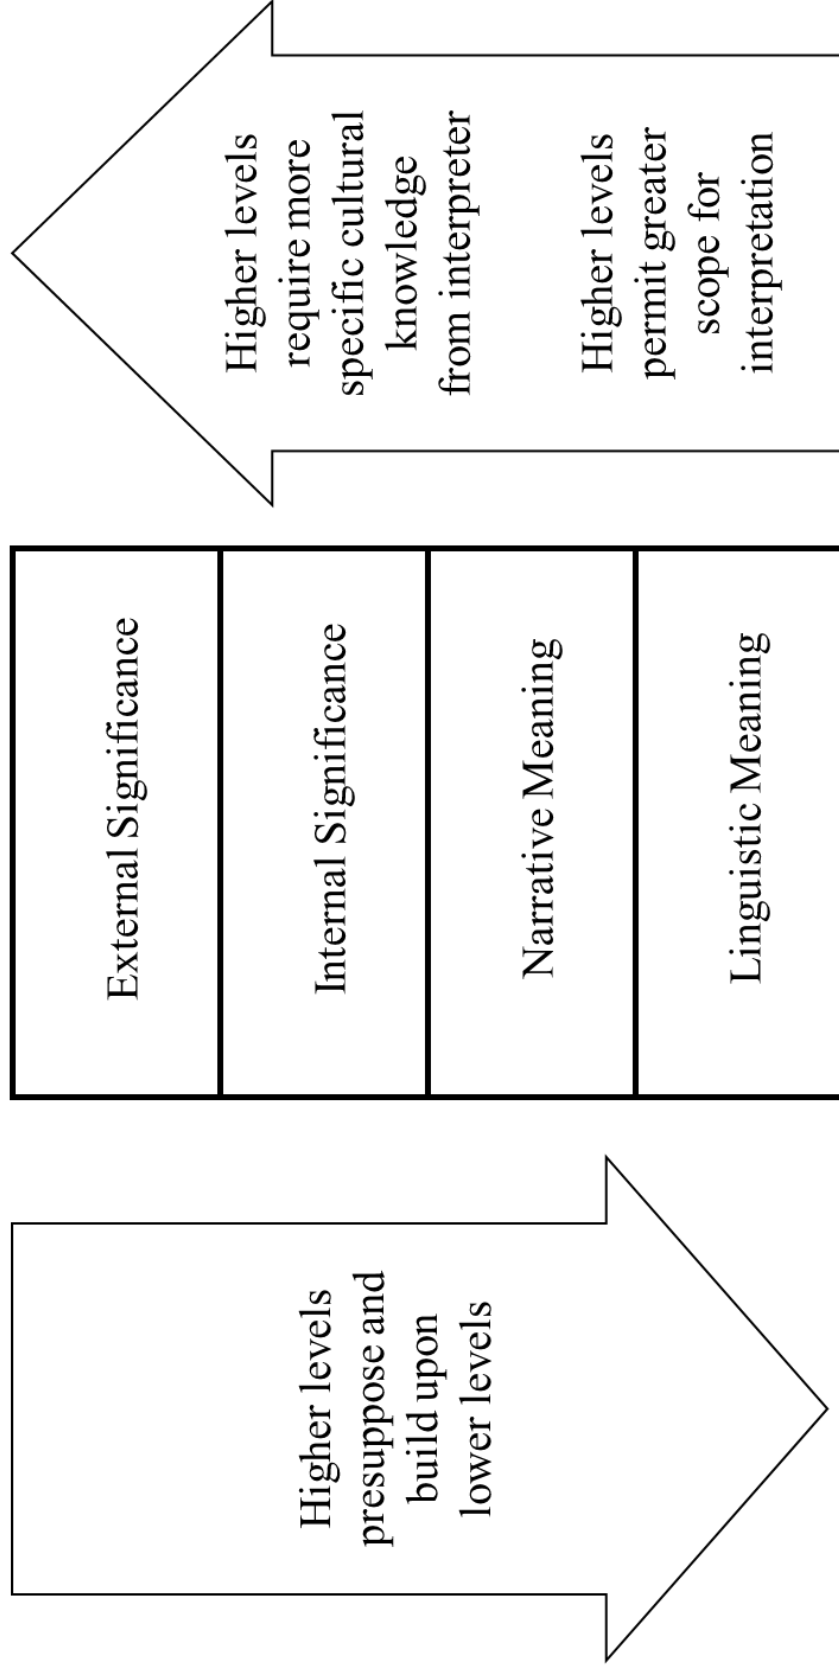 Higher levels
presuppose and
build upon
lower levels
External Significance
Internal Significance
Narrative Meaning
Linguistic Meaning
Higher levels
require more
specific cultural
knowledge
from interpreter
Higher levels
permit greater
scope for
interpretation